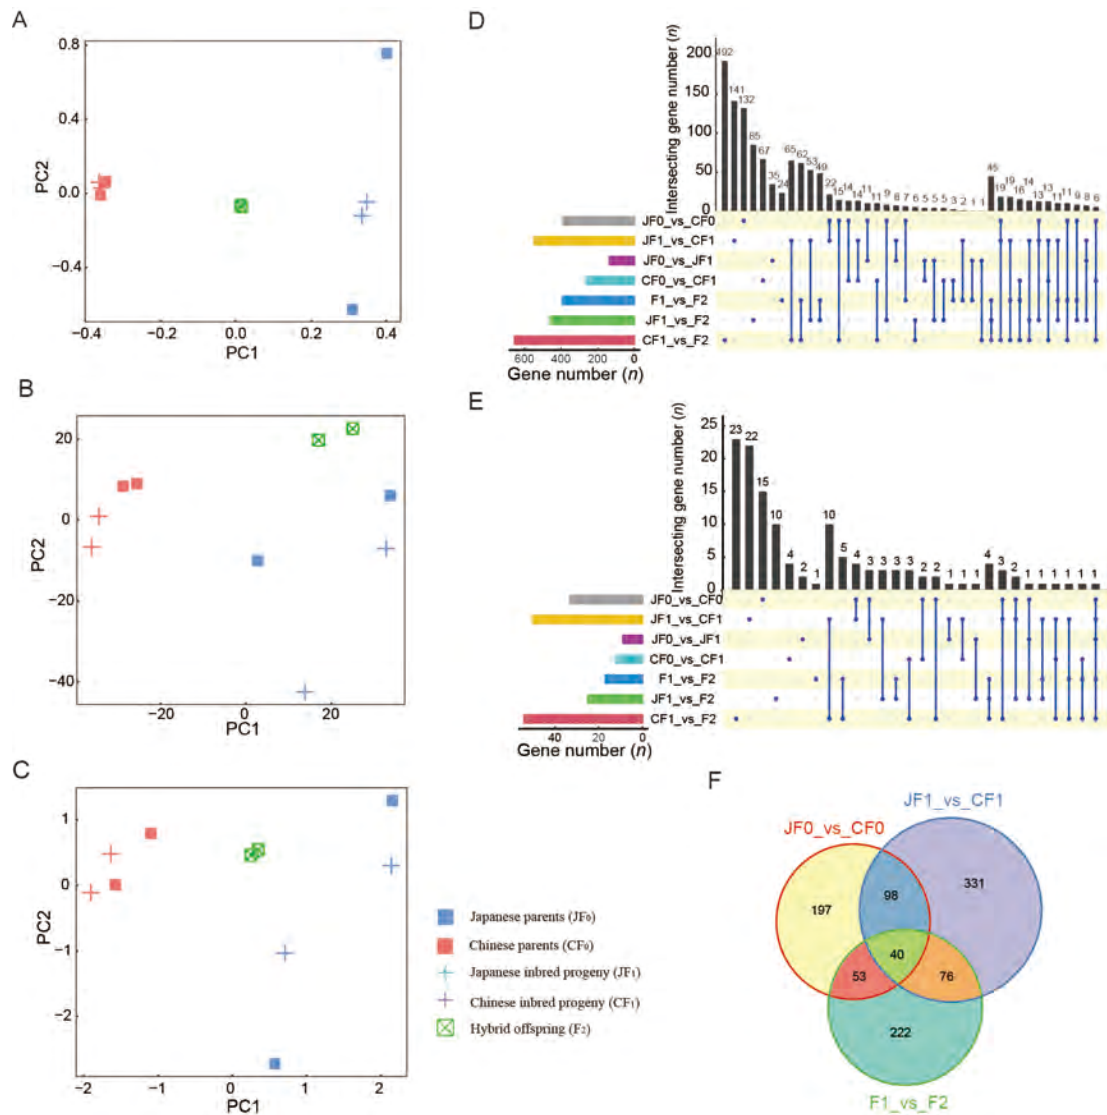 A
0.8
0.4
0.0
−0.4
PC2
−0.4
−0.2
0.0
0.2
0.4
PC1
B
20
0
−20
−40
PC2
−20
0
20
PC1
C
1
0
−1
−2
PC2
−2
−1
0
1
2
PC1
Japanese parents (JF0)
Chinese parents (CF0)
Japanese inbred progeny (JF1)
Chinese inbred progeny (CF1)
Hybrid offspring (F2)
D
Intersecting gene number (n)
200
150
100
50
0
492
141
132
85
67
35
24
65
62
53
49
22
15
14
14
11
11
9
8
7
6
5
5
5
3
2
1
1
45
19
19
16
14
13
13
11
11
9
8
6
JF0_vs_CF0
JF1_vs_CF1
JF0_vs_JF1
CF0_vs_CF1
F1_vs_F2
JF1_vs_F2
CF1_vs_F2
600 400 200 0
Gene number (n)
E
Intersecting gene number (n)
25
20
15
10
5
0
23
22
15
10
4
2
1
10
5
4
3
3
3
3
2
2
1
1
1
4
3
2
1
1
1
1
1
1
JF0_vs_CF0
JF1_vs_CF1
JF0_vs_JF1
CF0_vs_CF1
F1_vs_F2
JF1_vs_F2
CF1_vs_F2
40 20 0
Gene number (n)
F
JF1_vs_CF1
JF0_vs_CF0
197
98
331
40
53
76
222
F1_vs_F2